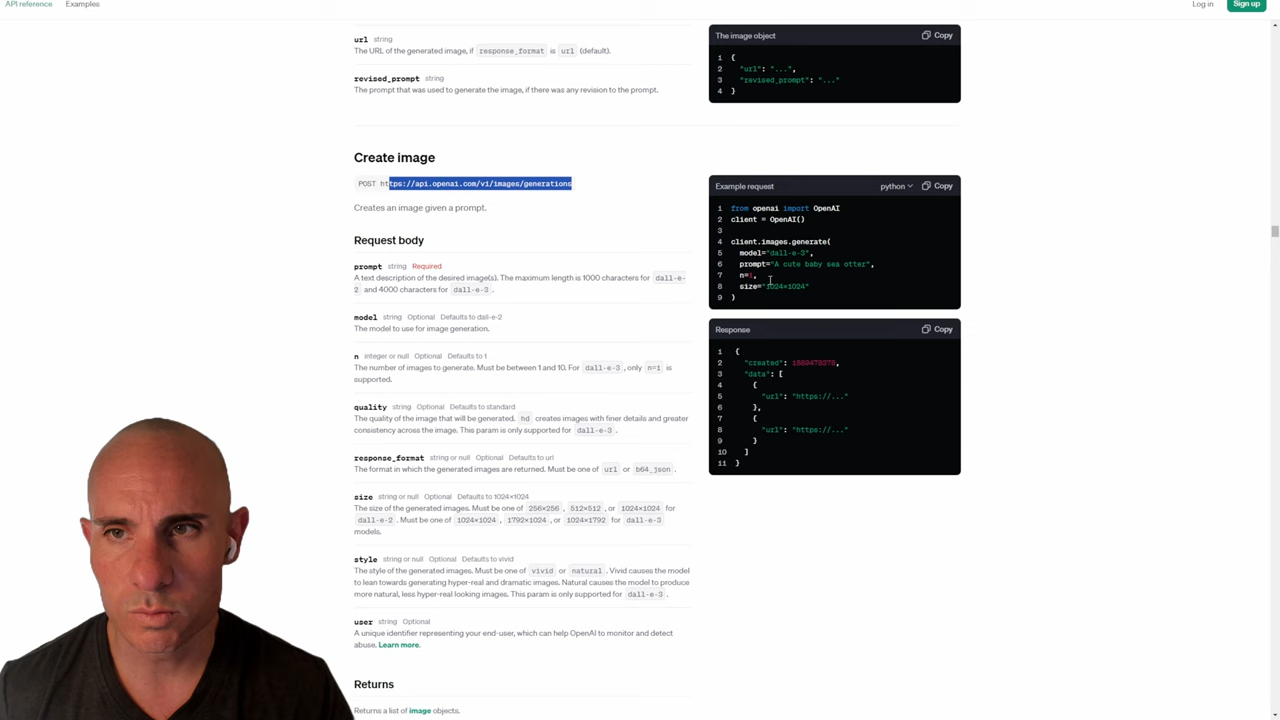 API reference
Examples
Log in
Sign up
url string
The URL of the generated image, if response_format is url (default).
revised_prompt string
The prompt that was used to generate the image, if there was any revision to the prompt.
The image object
Copy
1 {
2 "url": "...",
3 "revised_prompt": "..."
4 }
Create image
POST https://api.openai.com/v1/images/generations
Creates an image given a prompt.
Request body
prompt string Required
A text description of the desired image(s). The maximum length is 1000 characters for dall-e-
2 and 4000 characters for dall-e-3.
model string Optional Defaults to dall-e-2
The model to use for image generation.
n integer or null Optional Defaults to 1
The number of images to generate. Must be between 1 and 10. For dall-e-3, only n=1 is
supported.
quality string Optional Defaults to standard
The quality of the image that will be generated. hd creates images with finer details and greater
consistency across the image. This param is only supported for dall-e-3.
response_format string or null Optional Defaults to url
The format in which the generated images are returned. Must be one of url or b64_json.
size string or null Optional Defaults to 1024x1024
The size of the generated images. Must be one of 256x256, 512x512, or 1024x1024 for
dall-e-2. Must be one of 1024x1024, 1792x1024, or 1024x1792 for dall-e-3
models.
style string or null Optional Defaults to vivid
The style of the generated images. Must be one of vivid or natural. Vivid causes the model
to lean towards generating hyper-real and dramatic images. Natural causes the model to produce
more natural, less hyper-real looking images. This param is only supported for dall-e-3.
user string Optional
A unique identifier representing your end-user, which can help OpenAI to monitor and detect
abuse. Learn more.
Returns
Returns a list of image objects.
Example request
python
Copy
1 from openai import OpenAI
2 client = OpenAI()
3
4 client.images.generate(
5 model="dall-e-3",
6 prompt="A cute baby sea otter",
7 n=1,
8 size="1024x1024"
9 )
Response
Copy
1 {
2 "created": 1589478378,
3 "data": [
4 {
5 "url": "https://..."
6 },
7 {
8 "url": "https://..."
9 }
10 ]
11 }